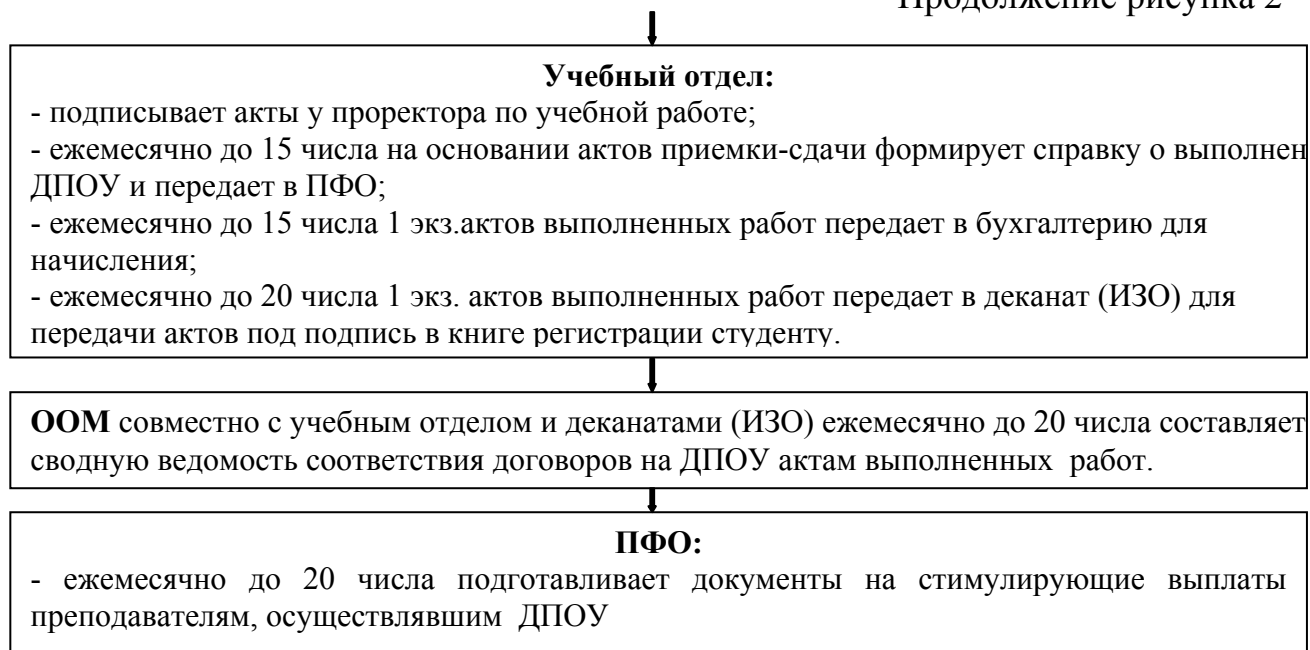 Продолжение рисунка 2
Учебный отдел:
- подписывает акты у проректора по учебной работе;
- ежемесячно до 15 числа на основании актов приемки-сдачи формирует справку о выполнен
ДПОУ и передает в ПФО;
- ежемесячно до 15 числа 1 экз.актов выполненных работ передает в бухгалтерию для
начисления;
- ежемесячно до 20 числа 1 экз. актов выполненных работ передает в деканат (ИЗО) для
передачи актов под подпись в книге регистрации студенту.
ООМ совместно с учебным отделом и деканатами (ИЗО) ежемесячно до 20 числа составляет
сводную ведомость соответствия договоров на ДПОУ актам выполненных работ.
ПФО:
- ежемесячно до 20 числа подготавливает документы на стимулирующие выплаты
преподавателям, осуществлявшим ДПОУ